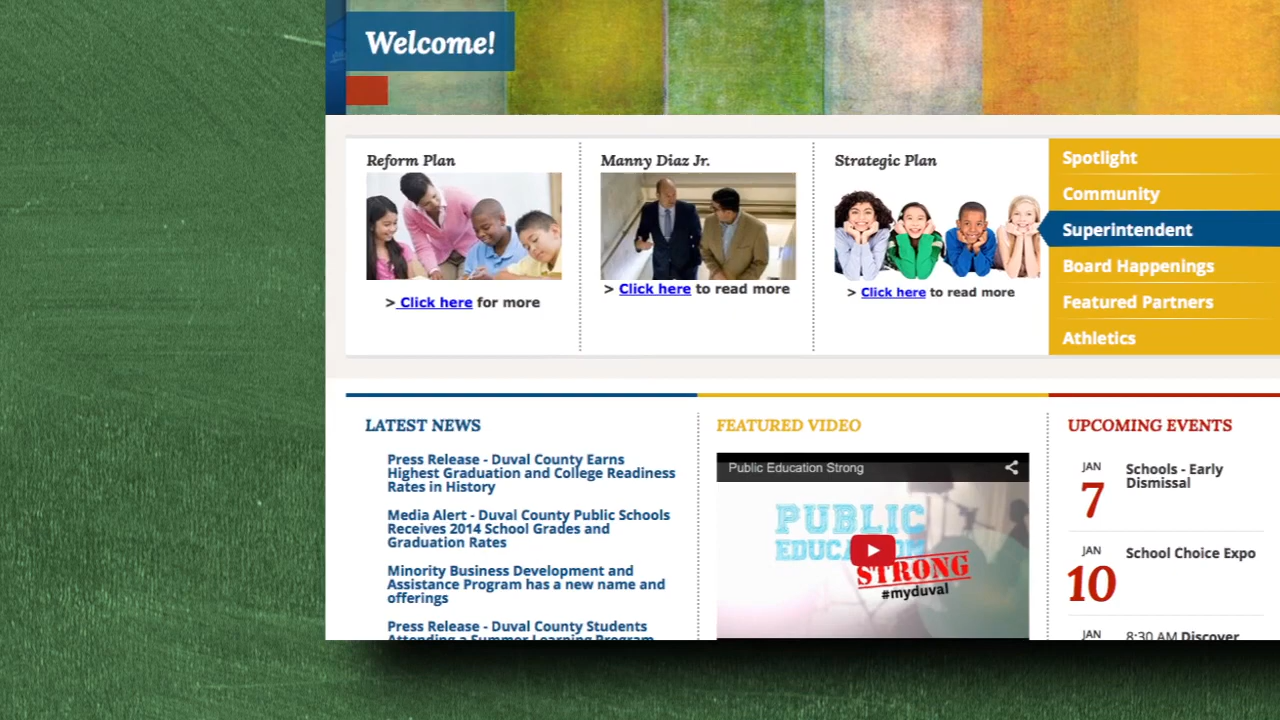 Welcome!
Reform Plan
> Click here for more
Manny Diaz Jr.
> Click here to read more
Strategic Plan
> Click here to read more
Spotlight
Community
Superintendent
Board Happenings
Featured Partners
Athletics
LATEST NEWS
Press Release - Duval County Earns
Highest Graduation and College Readiness
Rates in History
Media Alert - Duval County Public Schools
Receives 2014 School Grades and
Graduation Rates
Minority Business Development and
Assistance Program has a new name and
offerings
Press Release - Duval County Students
Attending a Summer Learning Program
FEATURED VIDEO
Public Education Strong
PUBLIC
EDUCATION
STRONG
#myduval
UPCOMING EVENTS
JAN
7
Schools - Early
Dismissal
JAN
10
School Choice Expo
JAN
8:30 AM Discover